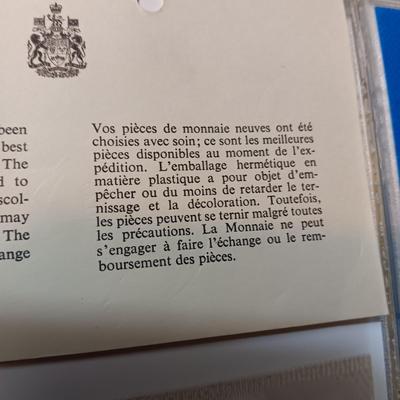 been
best
The
d to
scol-
may
The
ange
Vos pièces de monnaie neuves ont été
choisies avec soin; ce sont les meilleures
pièces disponibles au moment de l'ex-
pédition. L'emballage hermétique en
matière plastique a pour objet d'em-
pêcher ou du moins de retarder le ter-
nissage et la décoloration. Toutefois,
les pièces peuvent se ternir malgré toutes
les précautions. La Monnaie ne peut
s'engager à faire l'échange ou le rem-
boursement des pièces.